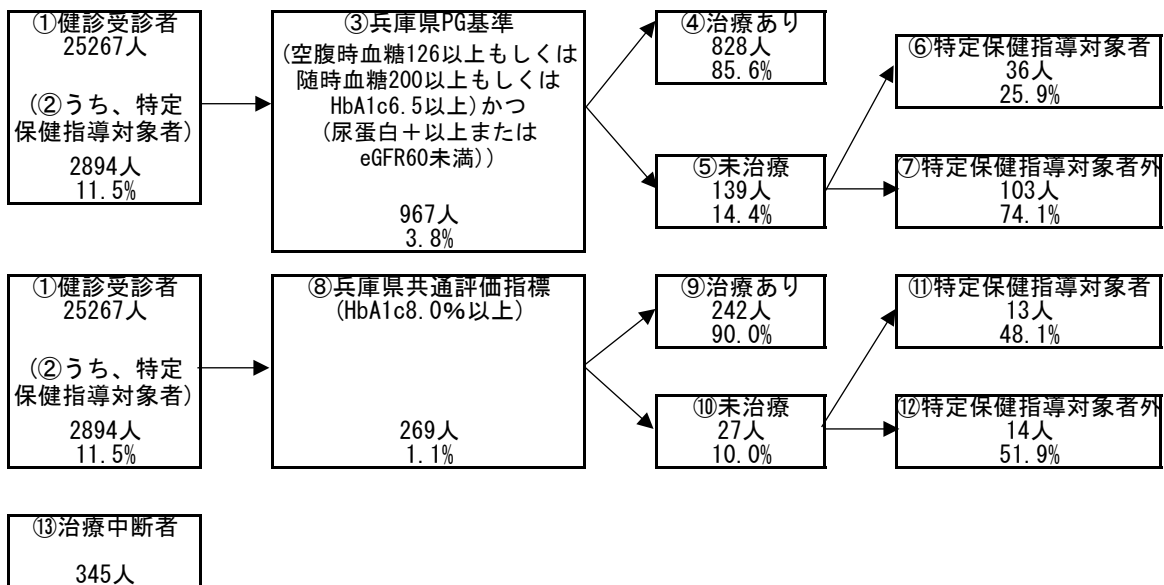 ①健診受診者
25267人
(②うち、特定
保健指導対象者)
2894人
11.5%
③兵庫県PG基準
(空腹時血糖126以上もしくは
随時血糖200以上もしくは
HbA1c6.5以上)かつ
(尿蛋白＋以上または
eGFR60未満))
967人
3.8%
④治療あり
828人
85.6%
⑤未治療
139人
14.4%
⑥特定保健指導対象者
36人
25.9%
⑦特定保健指導対象者外
103人
74.1%
①健診受診者
25267人
(②うち、特定
保健指導対象者)
2894人
11.5%
⑧兵庫県共通評価指標
(HbA1c8.0%以上)
269人
1.1%
⑨治療あり
242人
90.0%
⑩未治療
27人
10.0%
⑪特定保健指導対象者
13人
48.1%
⑫特定保健指導対象者外
14人
51.9%
⑬治療中断者
345人